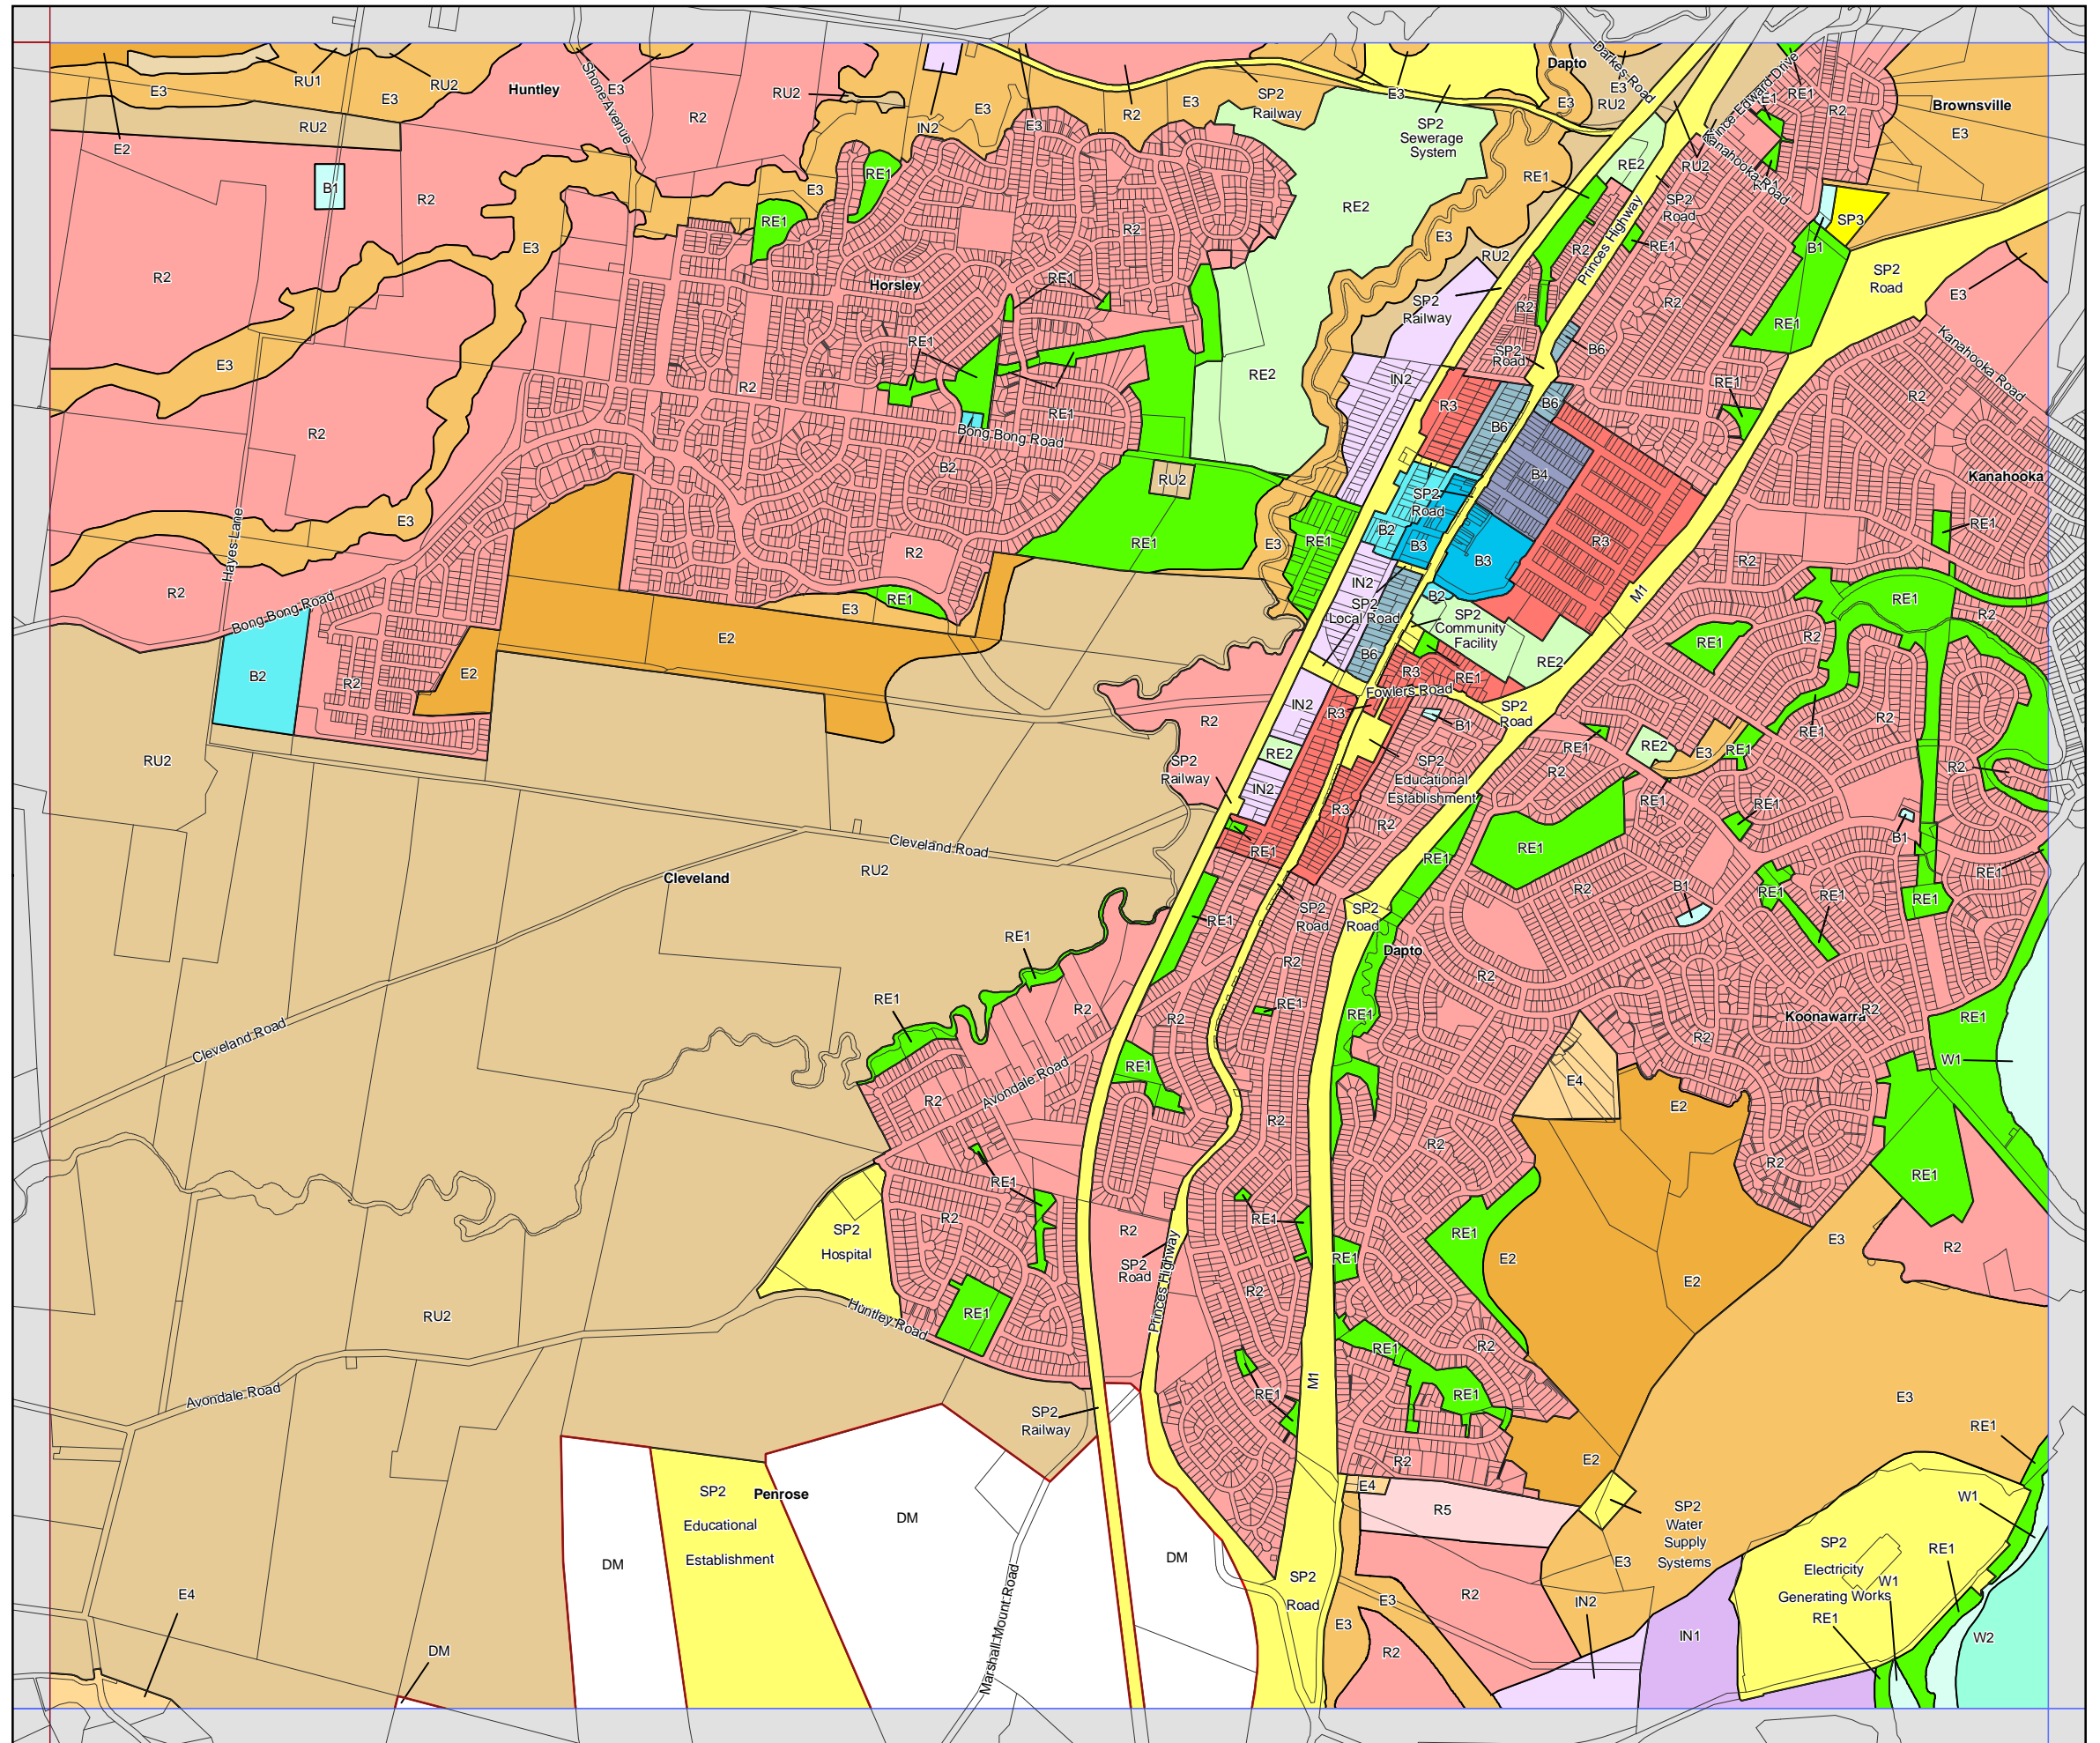 RU1
RU2
Huntley
E3
E3
E3
E3
RU2
RU2
E2
Shone Avenue
R2
RU2
IN2
E3
E3
R2
E3
SP2
Railway
E3
SP2
Sewerage
System
Dapto
Darkes Road
E3
RU2
E3
Prince Edward Drive
RE1
RE1
R2
Brownsville
E3
Kanahooka Road
RU2
B1
R2
E3
R2
E3
RE1
RE1
R2
RE2
E3
RU2
RE1
RE2
SP2
Road
Princes Highway
R2
RE1
SP3
B1
SP2
Road
E3
R2
Horsley
RE1
SP2
Railway
R2
R2
RE1
Kanahooka Road
E3
R2
RE1
RE2
IN2
SP2
Road
B6
RE1
R2
R2
RE1
Bong Bong Road
R3
B6
B6
B2
RU2
B4
Kanahooka
E3
Hayes Lane
R2
RE1
E3
RE1
SP2
Road
B2
B3
B3
R3
R2
RE1
R2
Bong Bong Road
E3
RE1
IN2
SP2
Local Road
B2
SP2
Community
Facility
M1
RE1
R2
E2
B6
RE2
RE1
R2
B2
R2
E2
R3
RE1
Fowlers Road
IN2
R3
B1
SP2
Road
RU2
R2
RE2
RE1
RE2
E3
RE1
RE1
R2
SP2
Railway
IN2
SP2
Educational
Establishment
R2
R2
RE1
RE1
R3
R2
B1
Cleveland Road
RE1
RE1
RE1
RE1
RU2
Cleveland
R2
B1
RE1
RE1
RE1
RE1
SP2
Road
SP2
Road
Dapto
RE1
R2
R2
RE1
RE1
R2
R2
RE1
R2
Koonawarra
R2
RE1
Cleveland Road
R2
W1
RE1
Avondale Road
R2
E4
E2
R2
R2
R2
RE1
RE1
SP2
Hospital
R2
RE1
R2
RE1
RE1
E2
E2
E3
R2
SP2
Road
Princes Highway
R2
RU2
RE1
Huntley Road
RE1
R2
Avondale Road
M1
RE1
RE1
E3
SP2
Railway
RE1
R2
E2
E4
SP2
Educational
Establishment
Penrose
DM
R5
SP2
Water
Supply
Systems
W1
DM
DM
SP2
Electricity
Generating Works
RE1
W1
RE1
E4
Marshall Mount Road
SP2
Road
E3
R2
E3
IN2
E3
R2
IN1
W2
DM